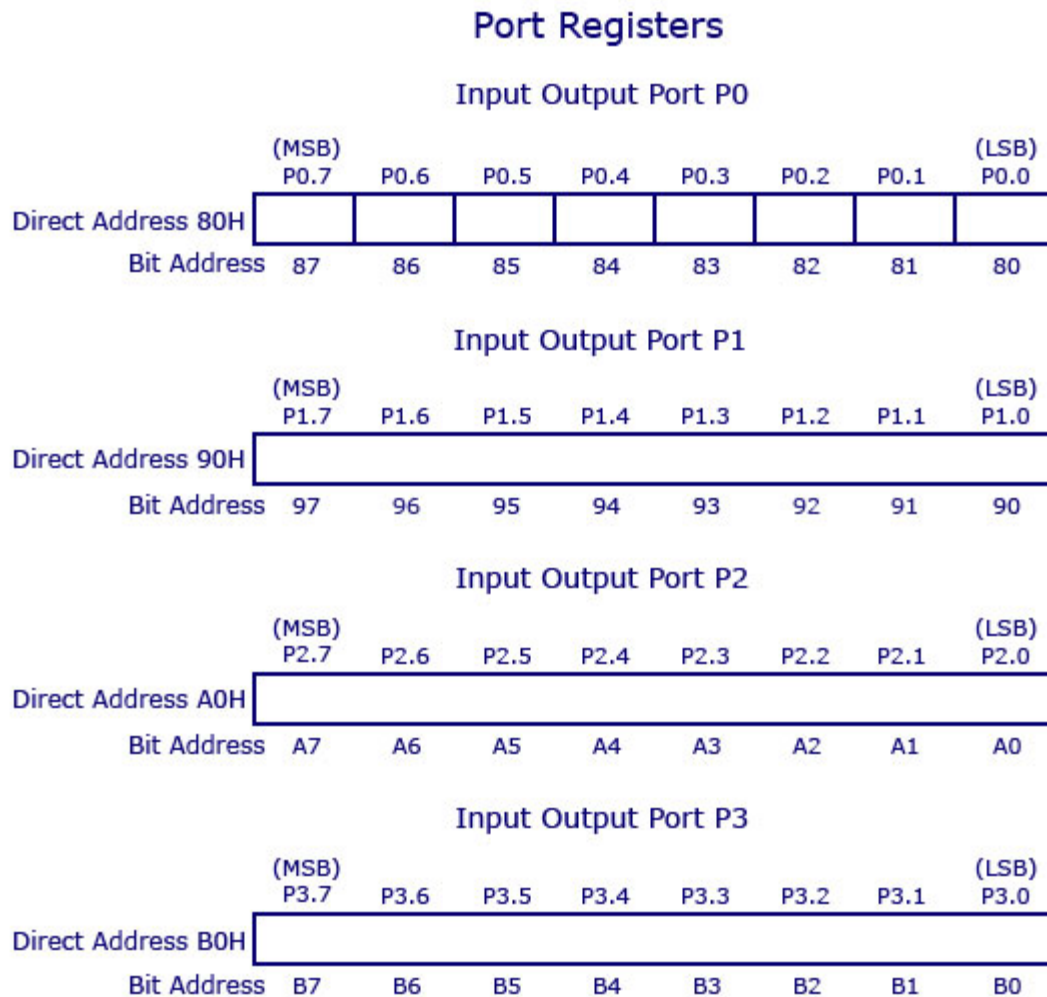 Port Registers
Input Output Port P0
(MSB) (LSB)
P0.7 P0.6 P0.5 P0.4 P0.3 P0.2 P0.1 P0.0
Direct Address 80H
Bit Address 87 86 85 84 83 82 81 80
Input Output Port P1
(MSB) (LSB)
P1.7 P1.6 P1.5 P1.4 P1.3 P1.2 P1.1 P1.0
Direct Address 90H
Bit Address 97 96 95 94 93 92 91 90
Input Output Port P2
(MSB) (LSB)
P2.7 P2.6 P2.5 P2.4 P2.3 P2.2 P2.1 P2.0
Direct Address A0H
Bit Address A7 A6 A5 A4 A3 A2 A1 A0
Input Output Port P3
(MSB) (LSB)
P3.7 P3.6 P3.5 P3.4 P3.3 P3.2 P3.1 P3.0
Direct Address B0H
Bit Address B7 B6 B5 B4 B3 B2 B1 B0